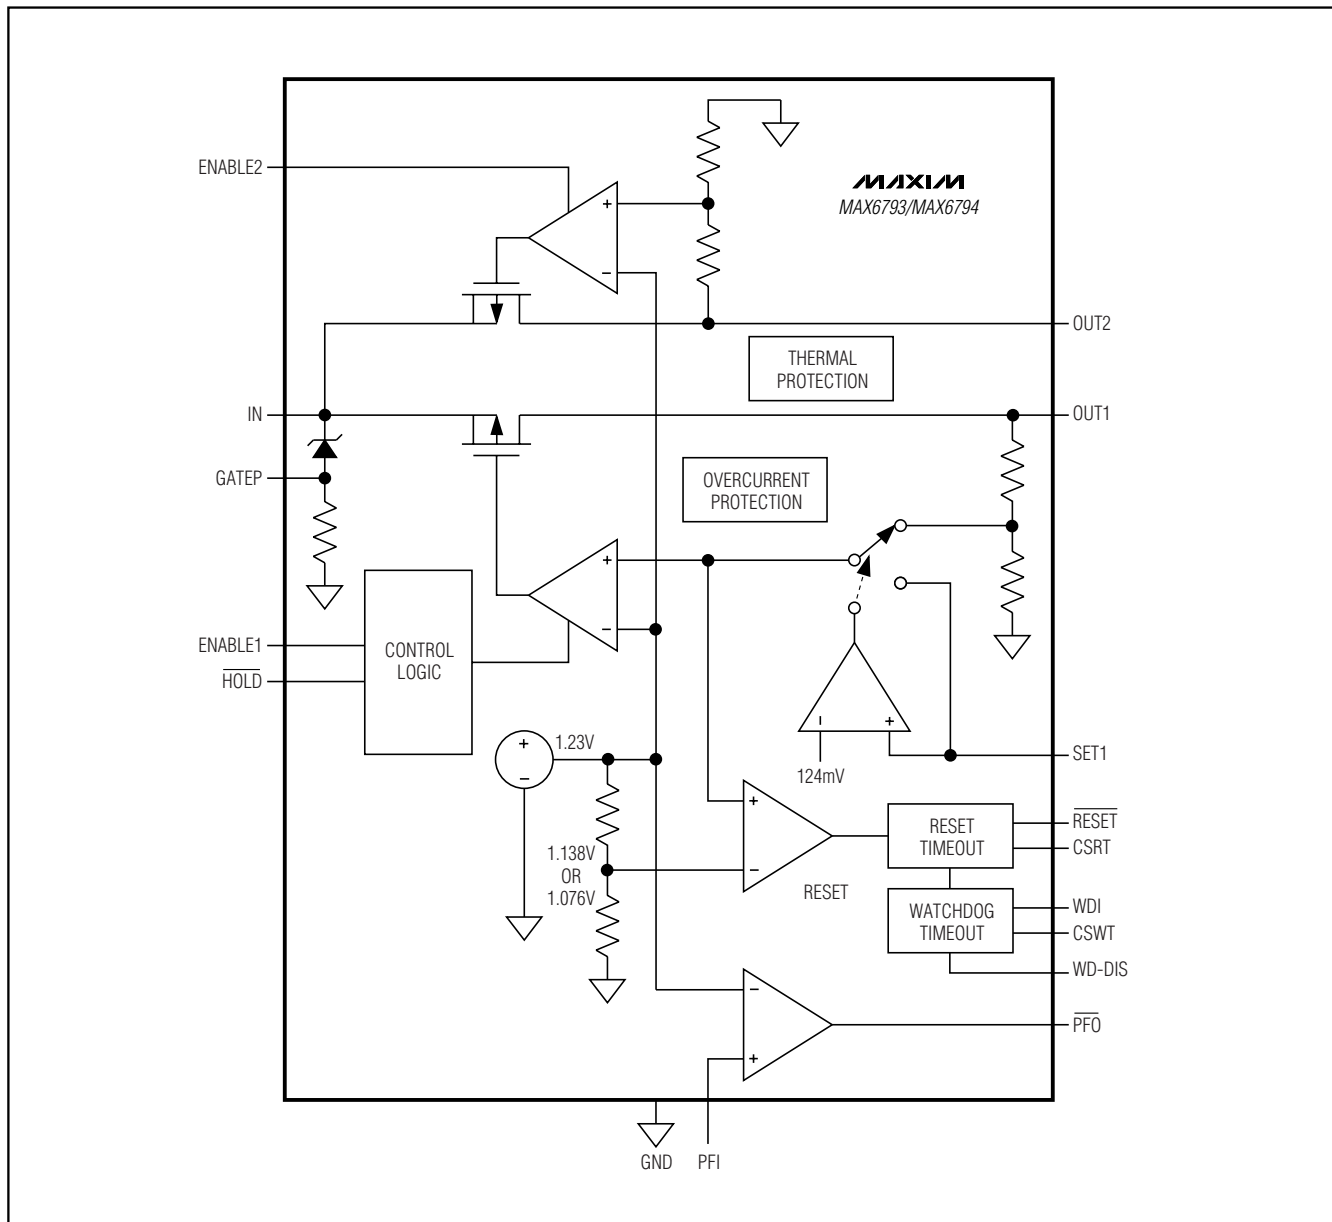 MAXIM
MAX6793/MAX6794
ENABLE2
+
−
OUT2
THERMAL
PROTECTION
IN
OUT1
GATEP
OVERCURRENT
PROTECTION
+
−
ENABLE1
HOLD
CONTROL
LOGIC
− +
124mV
SET1
+
−
1.23V
1.138V
OR
1.076V
+
−
RESET
RESET
TIMEOUT
RESET
CSRT
WATCHDOG
TIMEOUT
WDI
CSWT
WD-DIS
−
+
PFO
GND
PFI